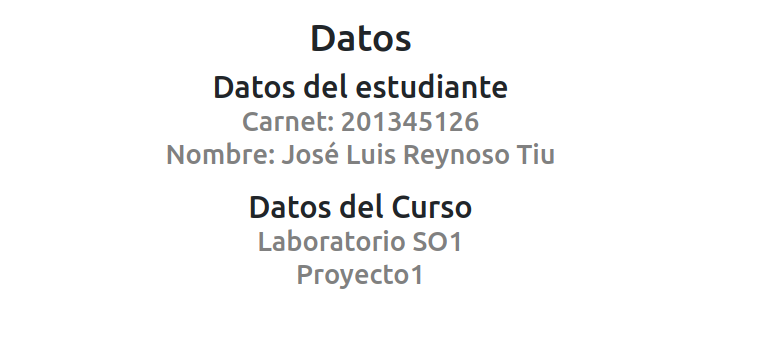 Datos
Datos del estudiante
Carnet: 201345126
Nombre: José Luis Reynoso Tiu
Datos del Curso
Laboratorio SO1
Proyecto1